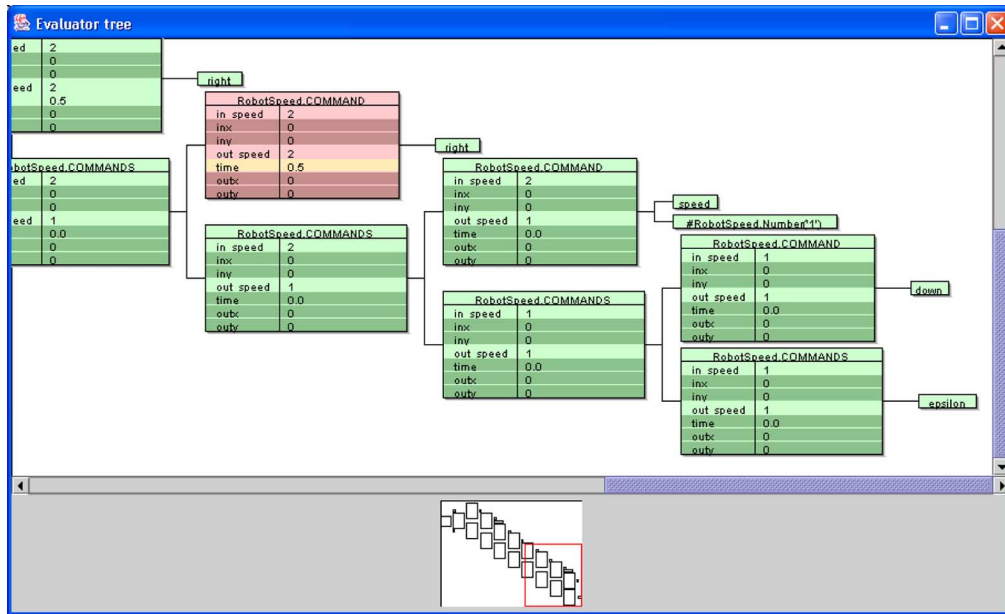 Evaluator tree
ed 2
0
0
eed 2
0.5
0
0
right
RobotSpeed.COMMAND
in speed 2
inx 0
iny 0
out speed 2
time 0.5
outx 0
outy 0
right
obotSpeed.COMMANDS
ed 2
0
0
eed 1
0.0
0
0
RobotSpeed.COMMANDS
in speed 2
inx 0
iny 0
out speed 1
time 0.0
outx 0
outy 0
RobotSpeed.COMMAND
in speed 2
inx 0
iny 0
out speed 1
time 0.0
outx 0
outy 0
speed
#RobotSpeed.Number("1")
RobotSpeed.COMMANDS
in speed 1
inx 0
iny 0
out speed 1
time 0.0
outx 0
outy 0
RobotSpeed.COMMAND
in speed 1
inx 0
iny 0
out speed 1
time 0.0
outx 0
outy 0
down
RobotSpeed.COMMANDS
in speed 1
inx 0
iny 0
out speed 1
time 0.0
outx 0
outy 0
epsilon